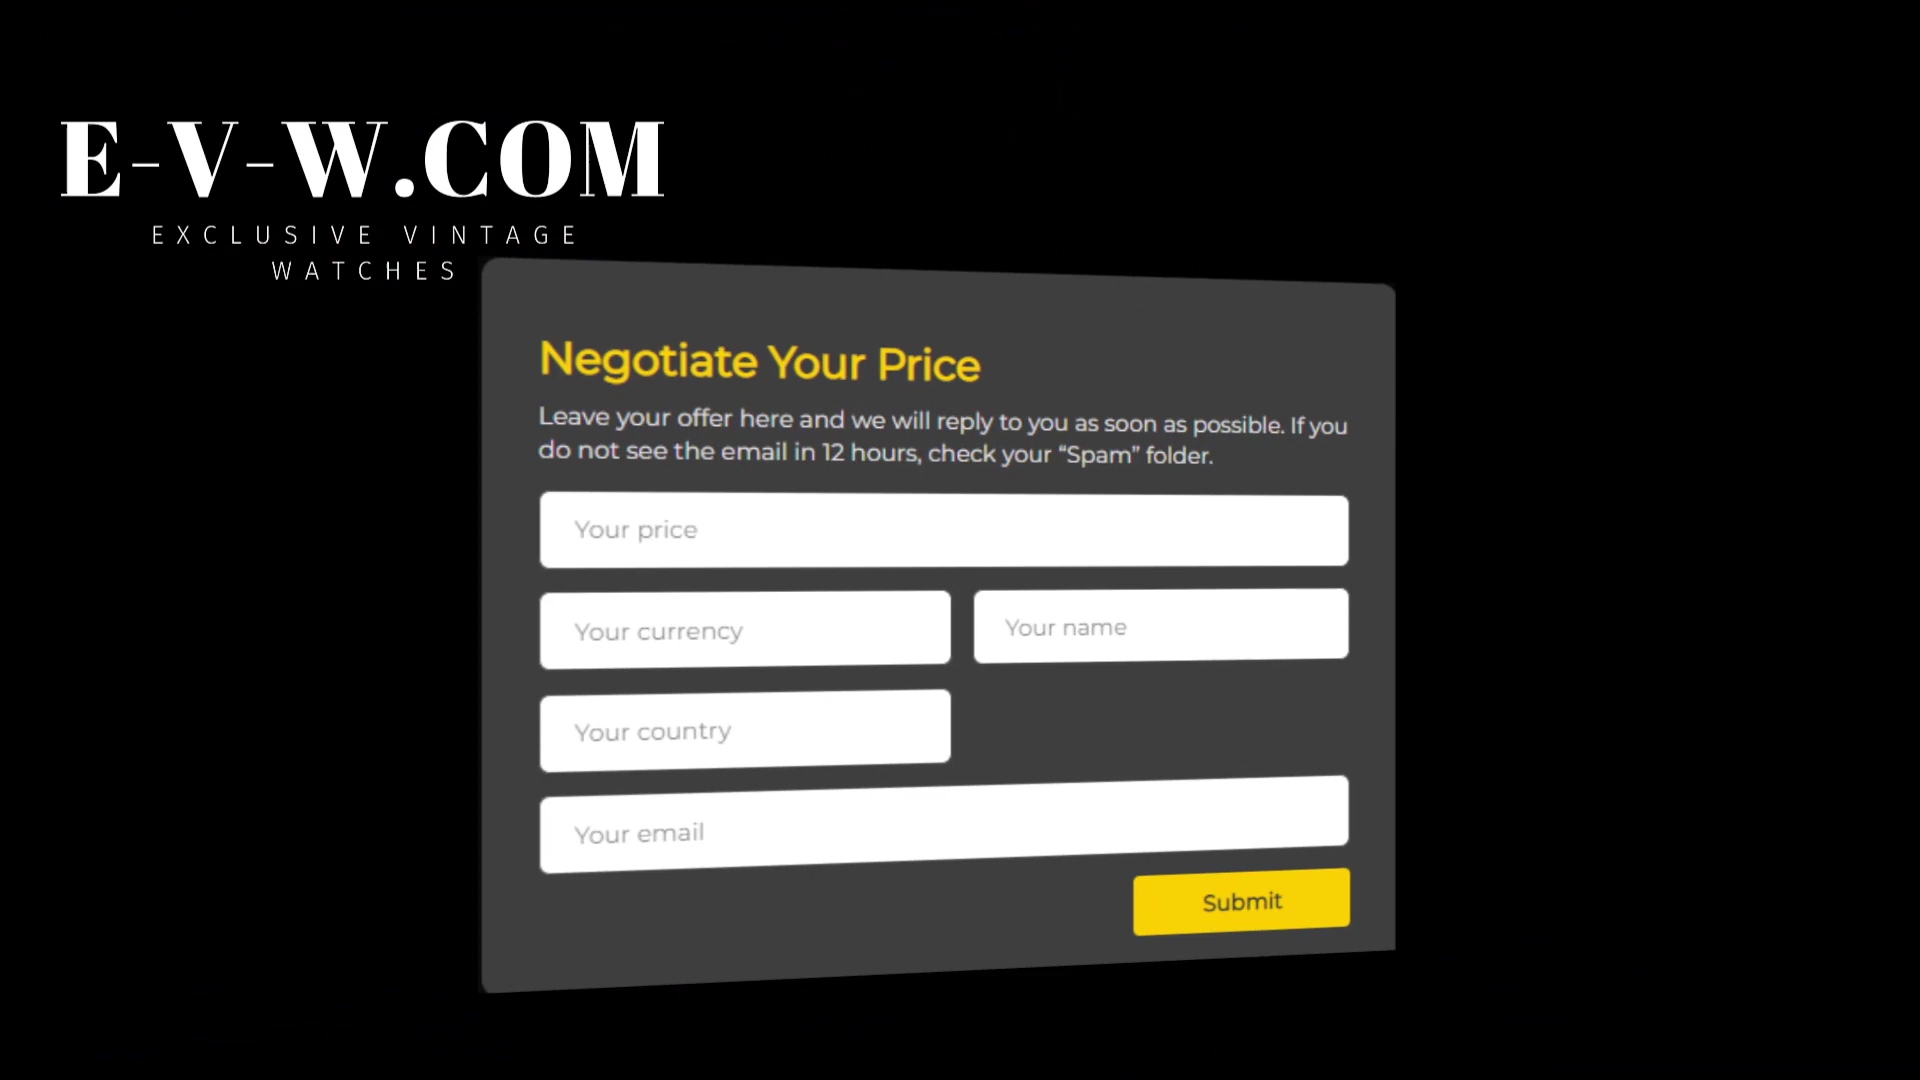 E-V-W.COM
EXCLUSIVE VINTAGE
WATCHES
Negotiate Your Price
Leave your offer here and we will reply to you as soon as possible. If you
do not see the email in 12 hours, check your “Spam” folder.
Your price
Your currency
Your name
Your country
Your email
Submit